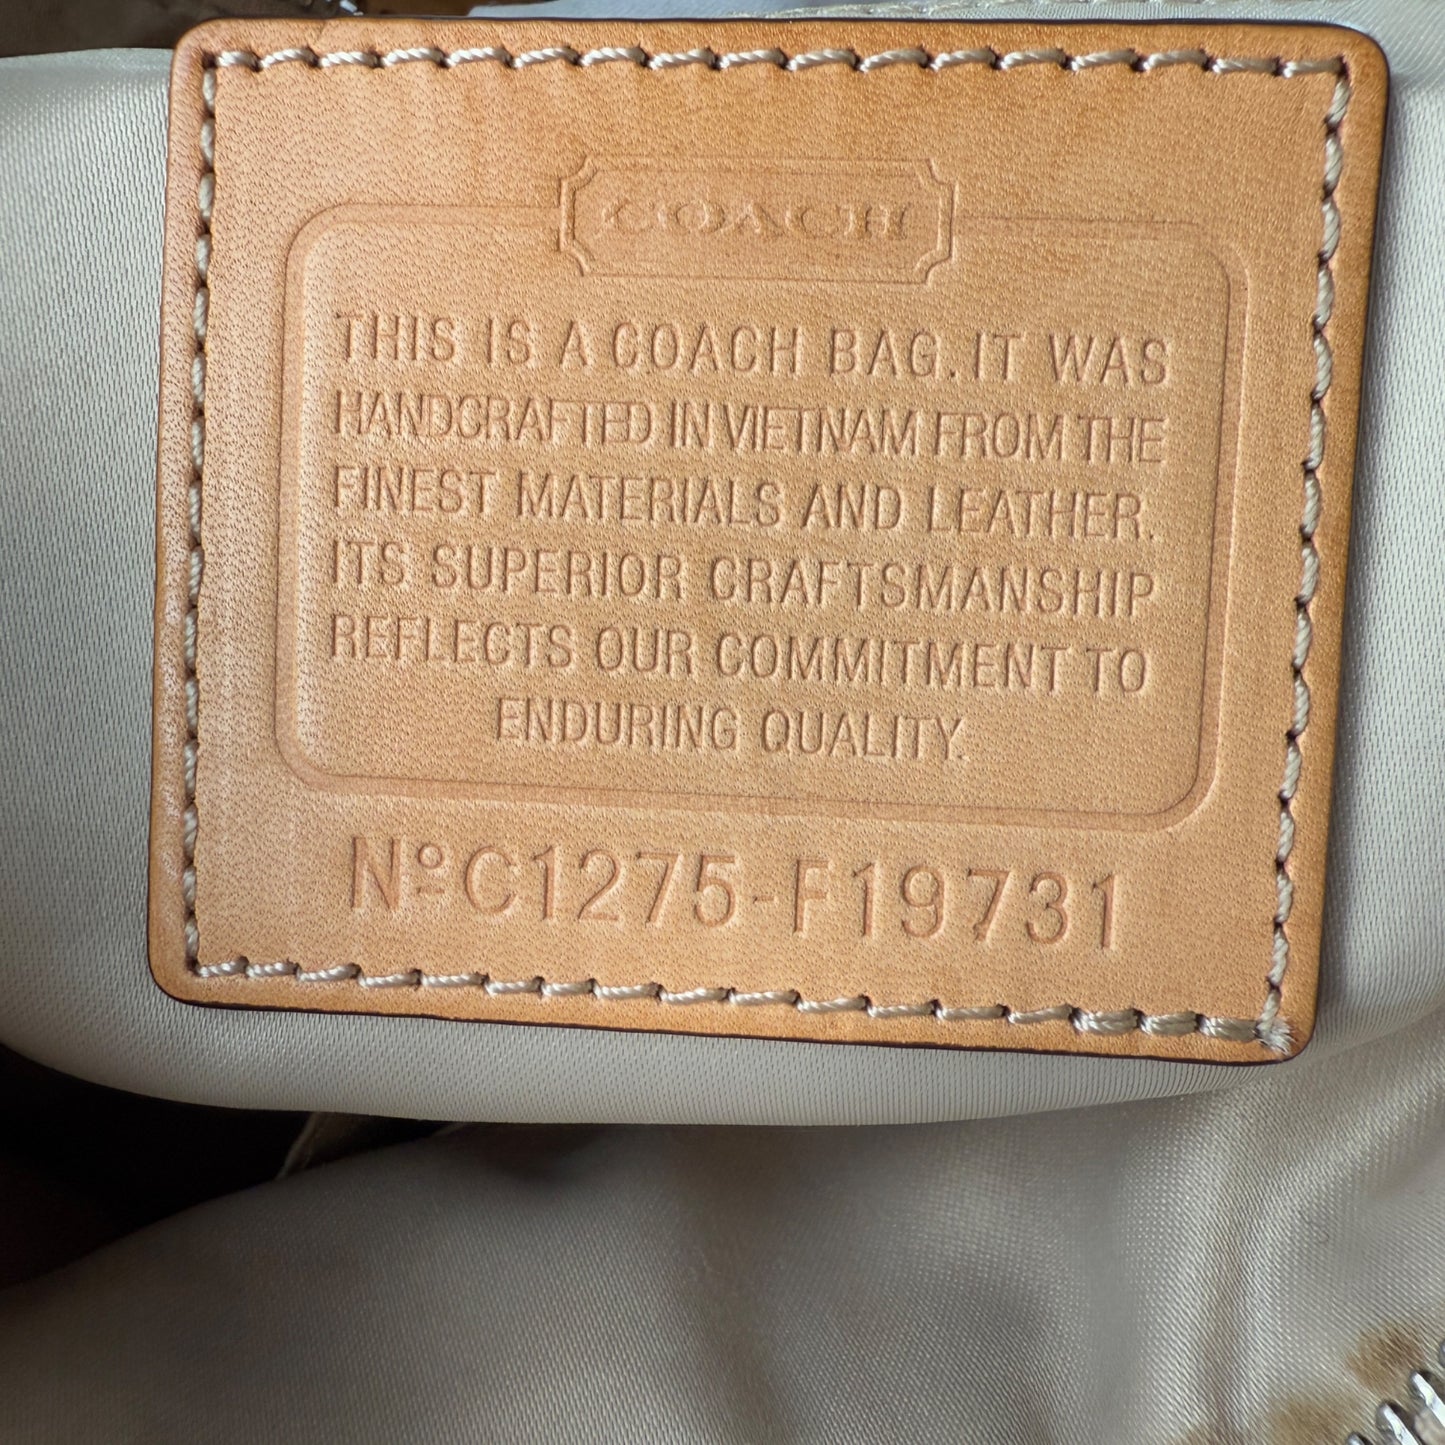 COACH
THIS IS A COACH BAG. IT WAS
HANDCRAFTED IN VIETNAM FROM THE
FINEST MATERIALS AND LEATHER.
ITS SUPERIOR CRAFTSMANSHIP
REFLECTS OUR COMMITMENT TO
ENDURING QUALITY.
Nº C1275-F19731